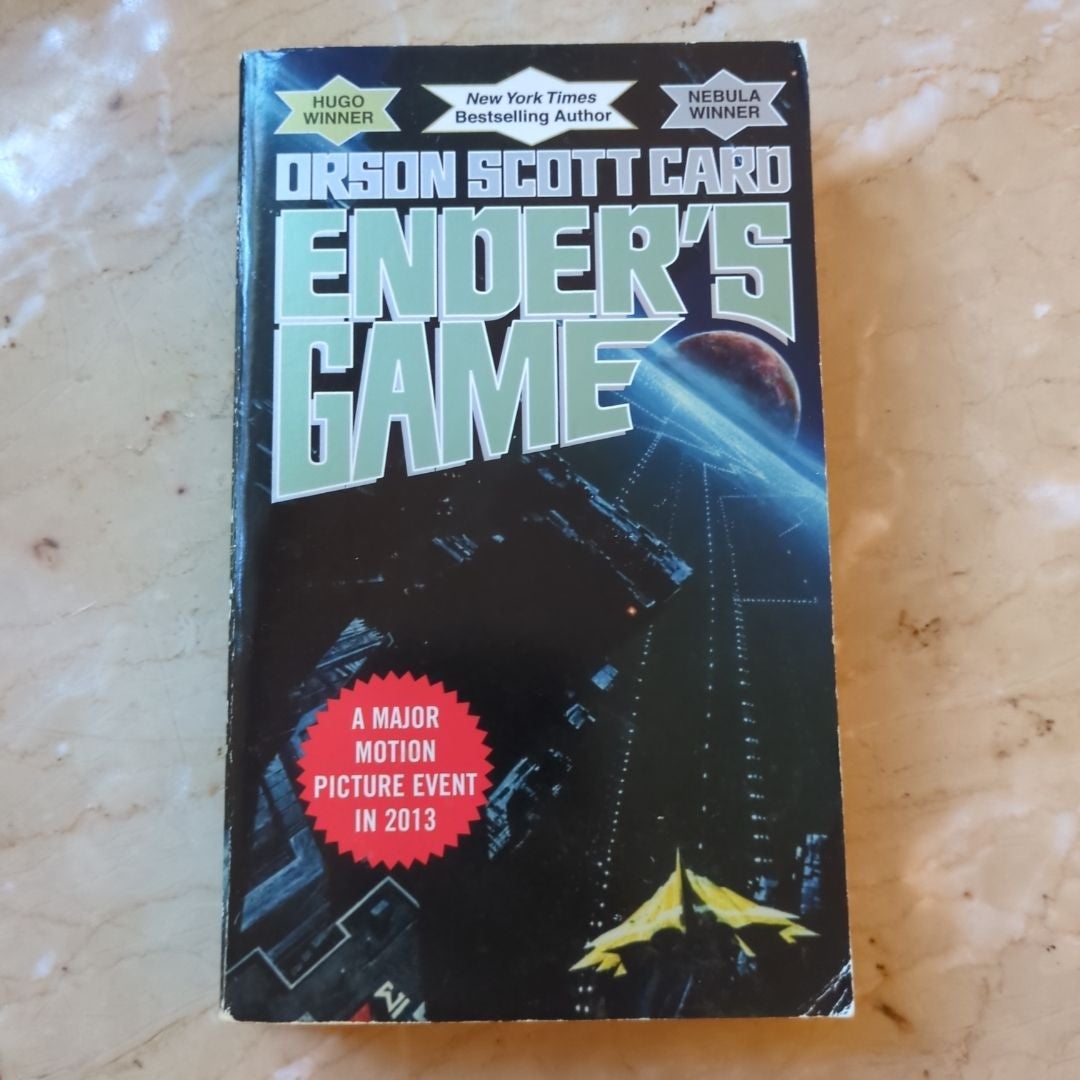 HUGO
WINNER
New York Times
Bestselling Author
NEBULA
WINNER
ORSON SCOTT CARD
ENDER'S
GAME
A MAJOR
MOTION
PICTURE EVENT
IN 2013